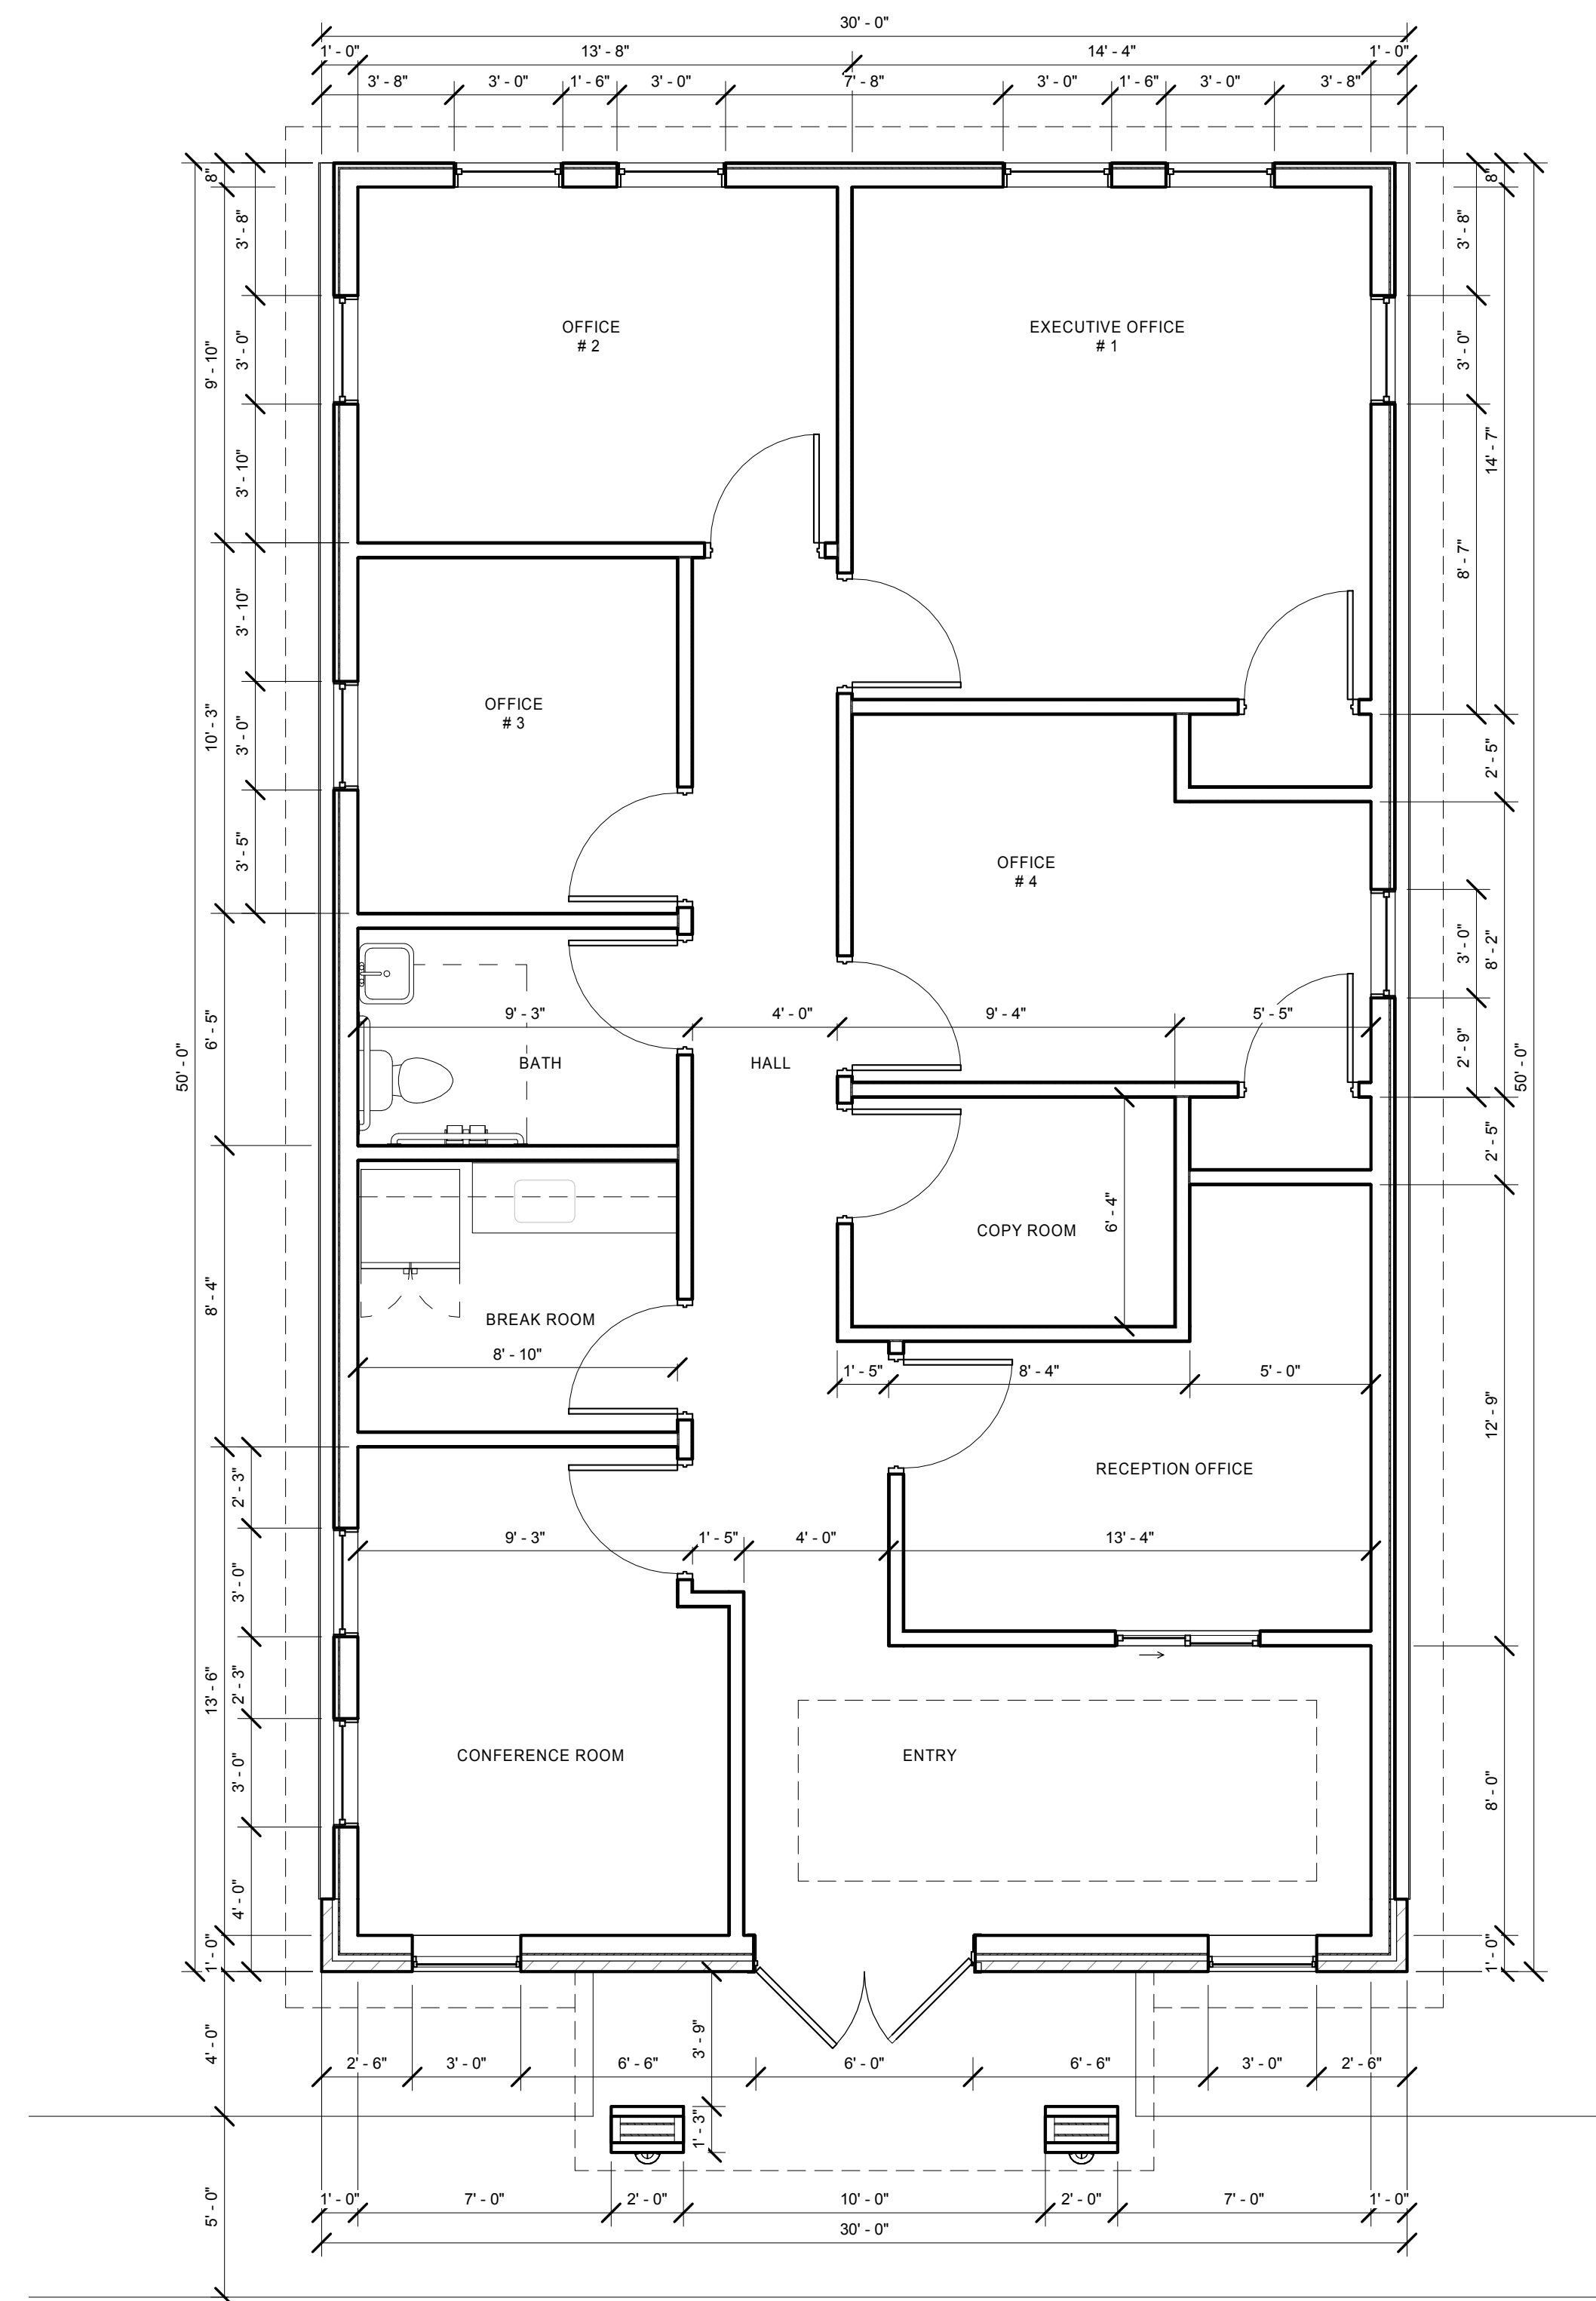 30' - 0"
1' - 0" 13' - 8" 14' - 4" 1' - 0"
3' - 8" 3' - 0" 1' - 6" 3' - 0" 7' - 8" 3' - 0" 1' - 6" 3' - 0" 3' - 8"
50' - 0"
8"
9' - 10"
10' - 3"
6' - 5"
8' - 4"
13' - 6"
1' - 0"
4' - 0"
5' - 0"
3' - 8"
3' - 0"
3' - 10"
3' - 10"
3' - 0"
3' - 5"
2' - 3"
3' - 0"
2' - 3"
3' - 0"
4' - 0"
OFFICE
# 2
EXECUTIVE OFFICE
# 1
OFFICE
# 3
OFFICE
# 4
9' - 3" 4' - 0" 9' - 4" 5' - 5"
BATH
HALL
6' - 4"
COPY ROOM
BREAK ROOM
8' - 10"
1' - 5" 8' - 4" 5' - 0"
RECEPTION OFFICE
9' - 3" 1' - 5" 4' - 0" 13' - 4"
CONFERENCE ROOM
ENTRY
3' - 8"
3' - 0"
8' - 7"
3' - 0"
2' - 9"
8"
14' - 7"
2' - 5"
8' - 2"
2' - 5"
12' - 9"
8' - 0"
1' - 0"
50' - 0"
3' - 9"
1' - 3"
2' - 6" 3' - 0" 6' - 6" 6' - 0" 6' - 6" 3' - 0" 2' - 6"
1' - 0" 7' - 0" 2' - 0" 10' - 0" 2' - 0" 7' - 0" 1' - 0"
30' - 0"